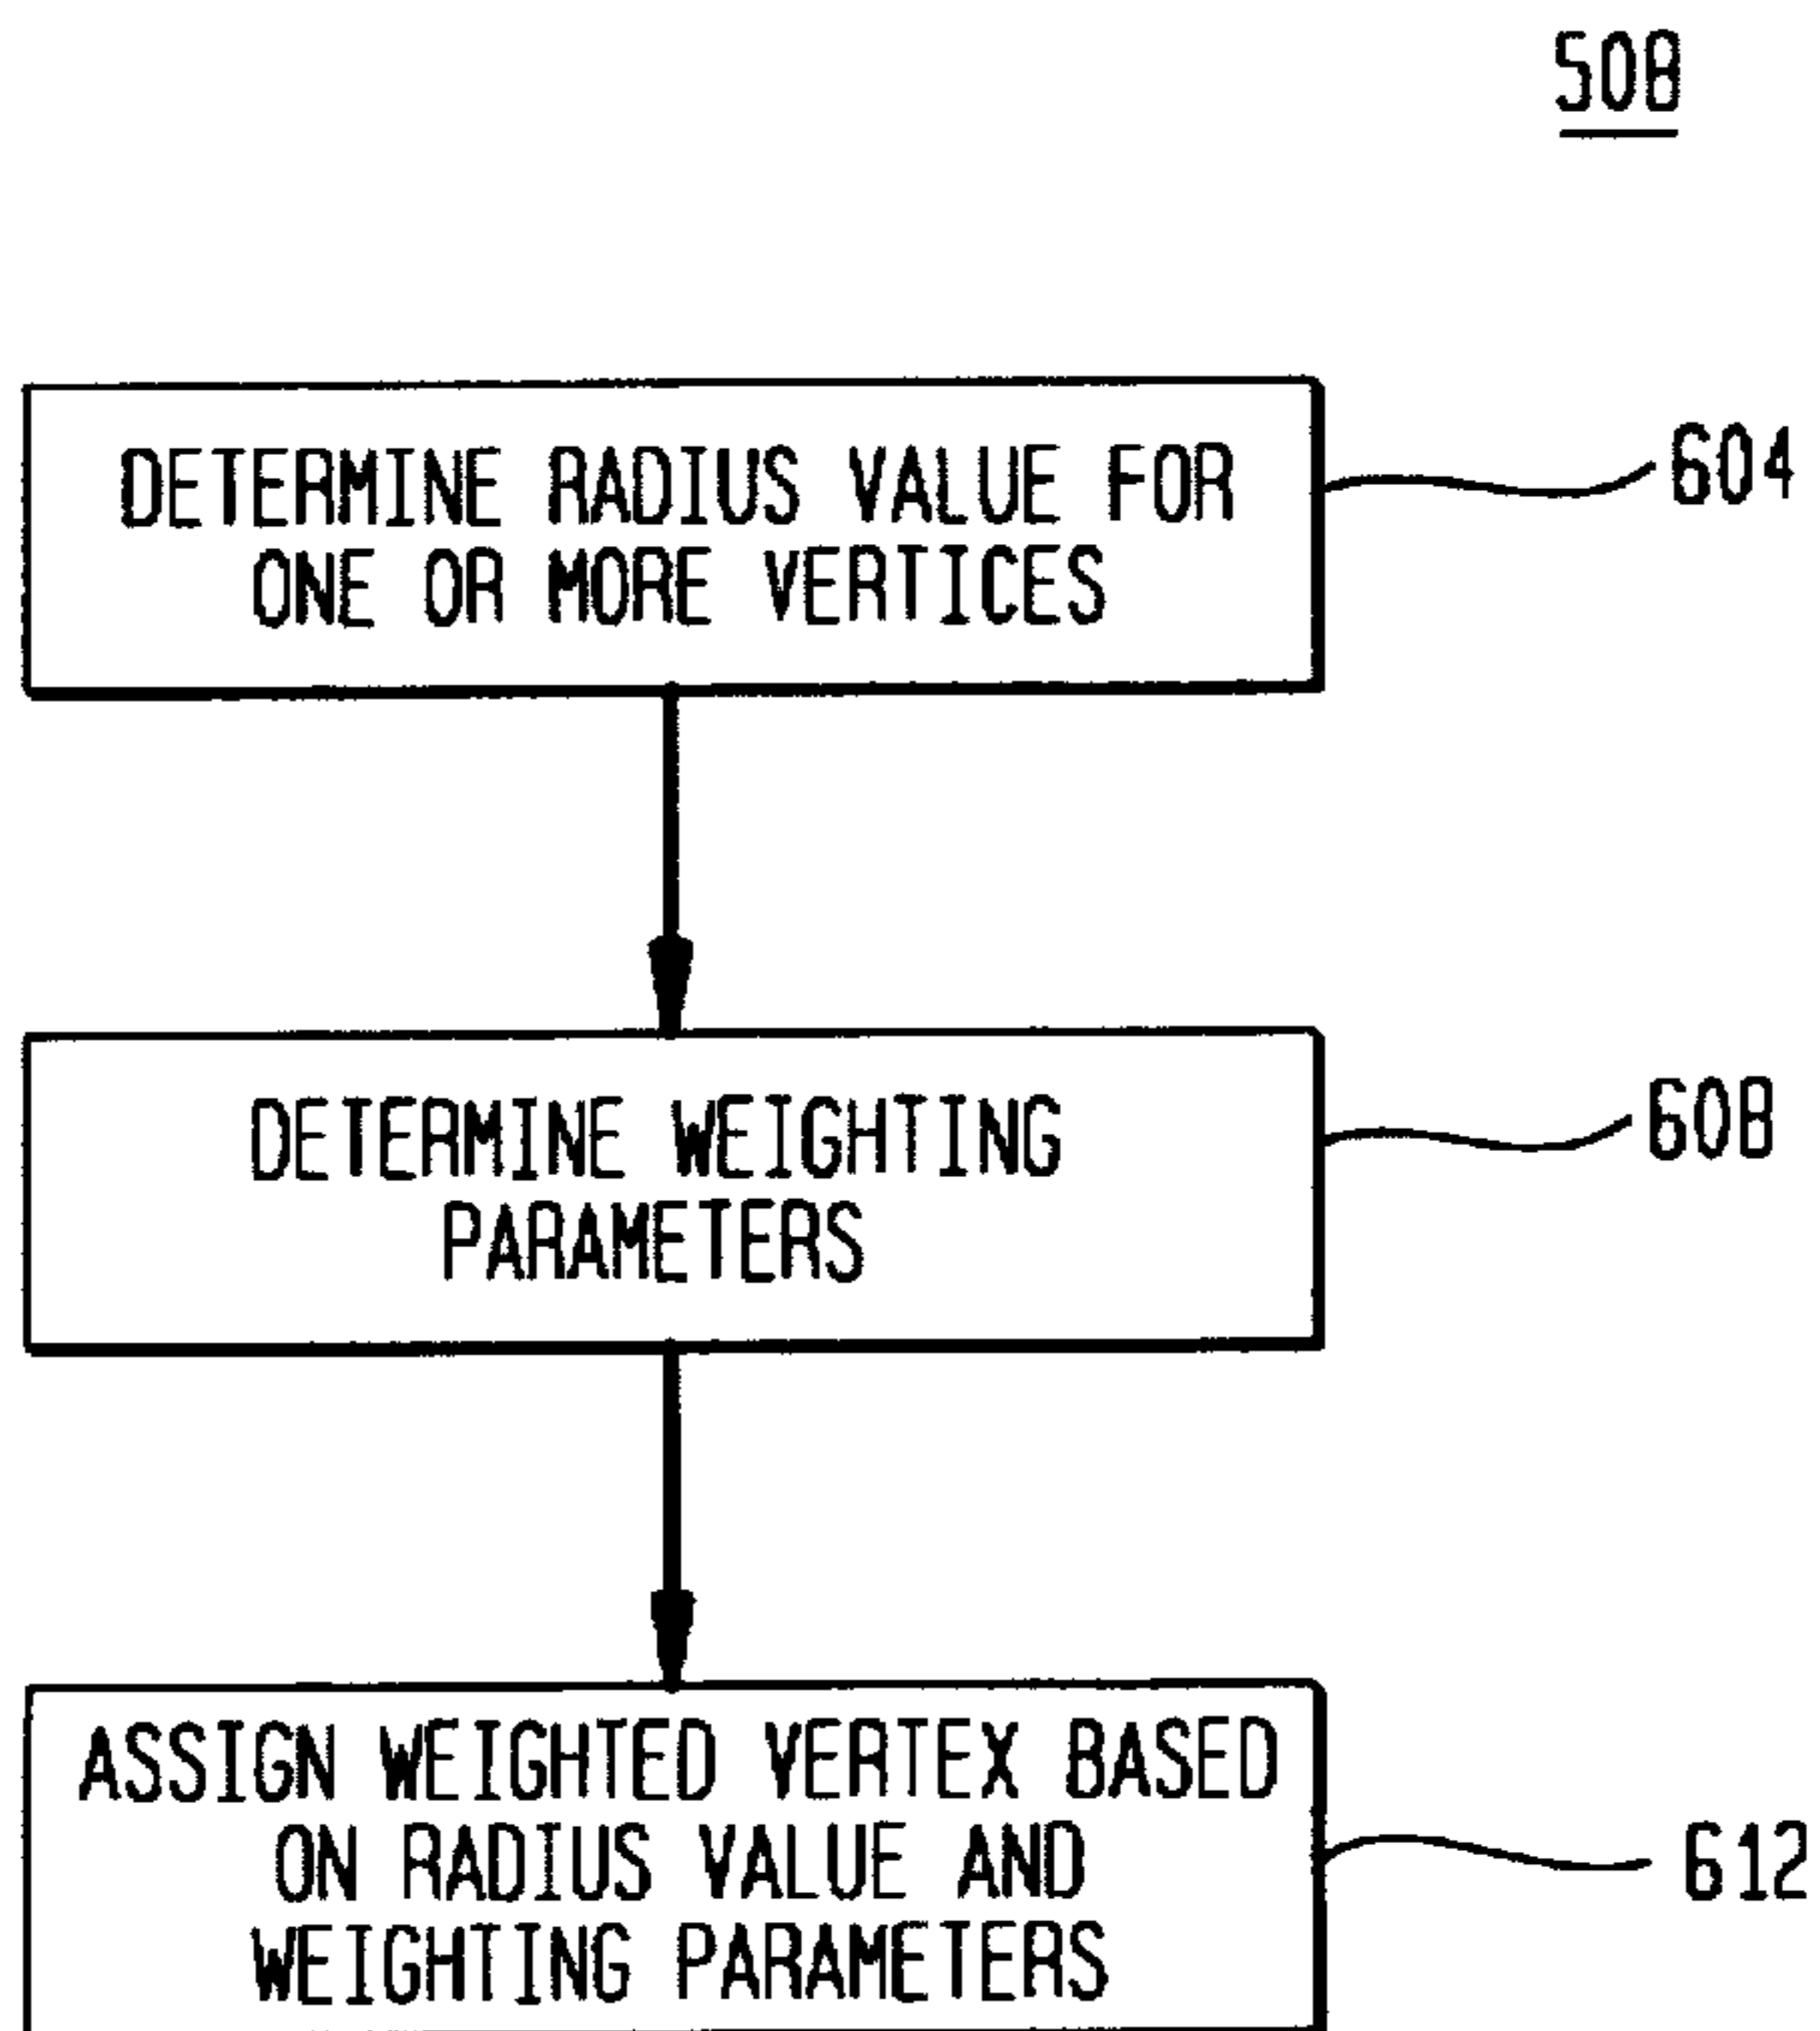 508
DETERMINE RADIUS VALUE FOR
ONE OR MORE VERTICES
604
DETERMINE WEIGHTING
PARAMETERS
608
ASSIGN WEIGHTED VERTEX BASED
ON RADIUS VALUE AND
WEIGHTING PARAMETERS
612